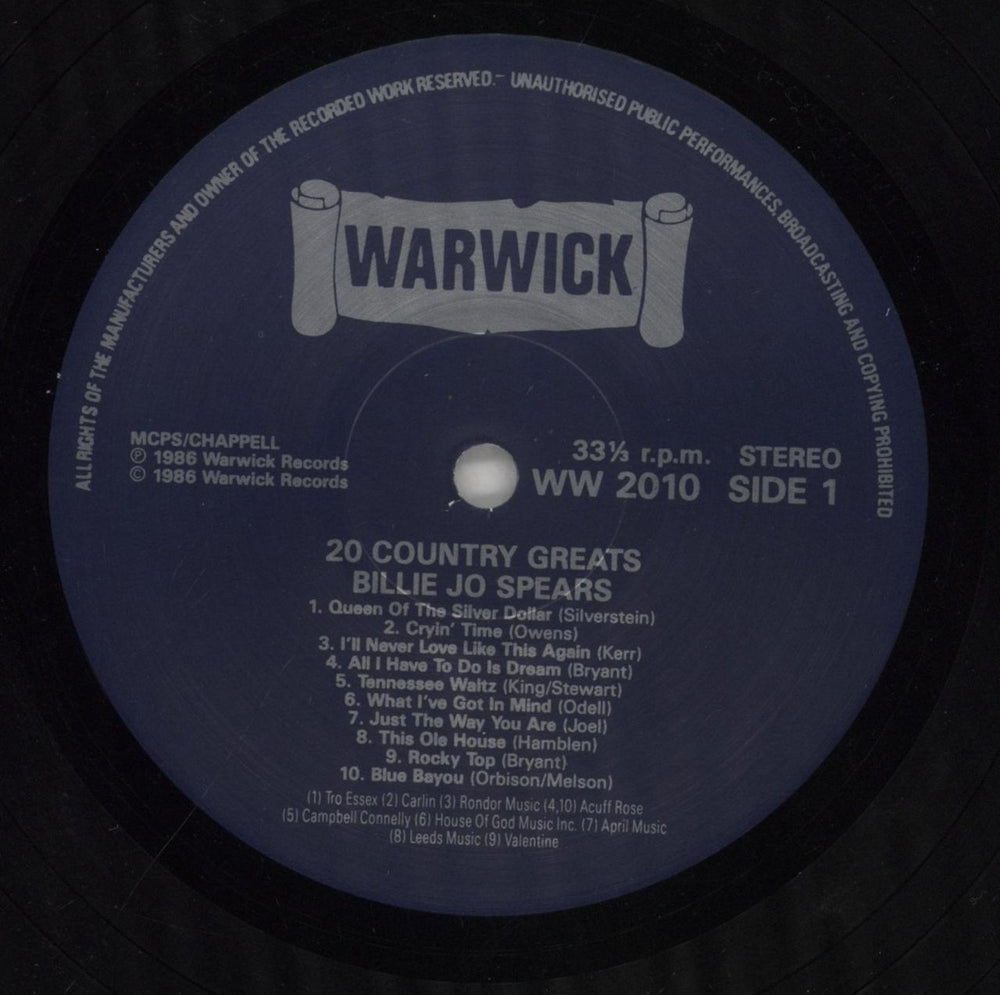 ALL RIGHTS OF THE MANUFACTURERS AND OWNER OF THE RECORDED WORK RESERVED.- UNAUTHORISED PUBLIC PERFORMANCES, BROADCASTING AND COPYING PROHIBITED
WARWICK
MCPS/CHAPPELL
℗ 1986 Warwick Records
© 1986 Warwick Records
33⅓ r.p.m. STEREO
WW 2010 SIDE 1
20 COUNTRY GREATS
BILLIE JO SPEARS
1. Queen Of The Silver Dollar (Silverstein)
2. Cryin' Time (Owens)
3. I'll Never Love Like This Again (Kerr)
4. All I Have To Do Is Dream (Bryant)
5. Tennessee Waltz (King/Stewart)
6. What I've Got In Mind (Odell)
7. Just The Way You Are (Joel)
8. This Ole House (Hamblen)
9. Rocky Top (Bryant)
10. Blue Bayou (Orbison/Melson)
(1) Tro Essex (2) Carlin (3) Rondor Music (4,10) Acuff Rose
(5) Campbell Connelly (6) House Of God Music Inc. (7) April Music
(8) Leeds Music (9) Valentine